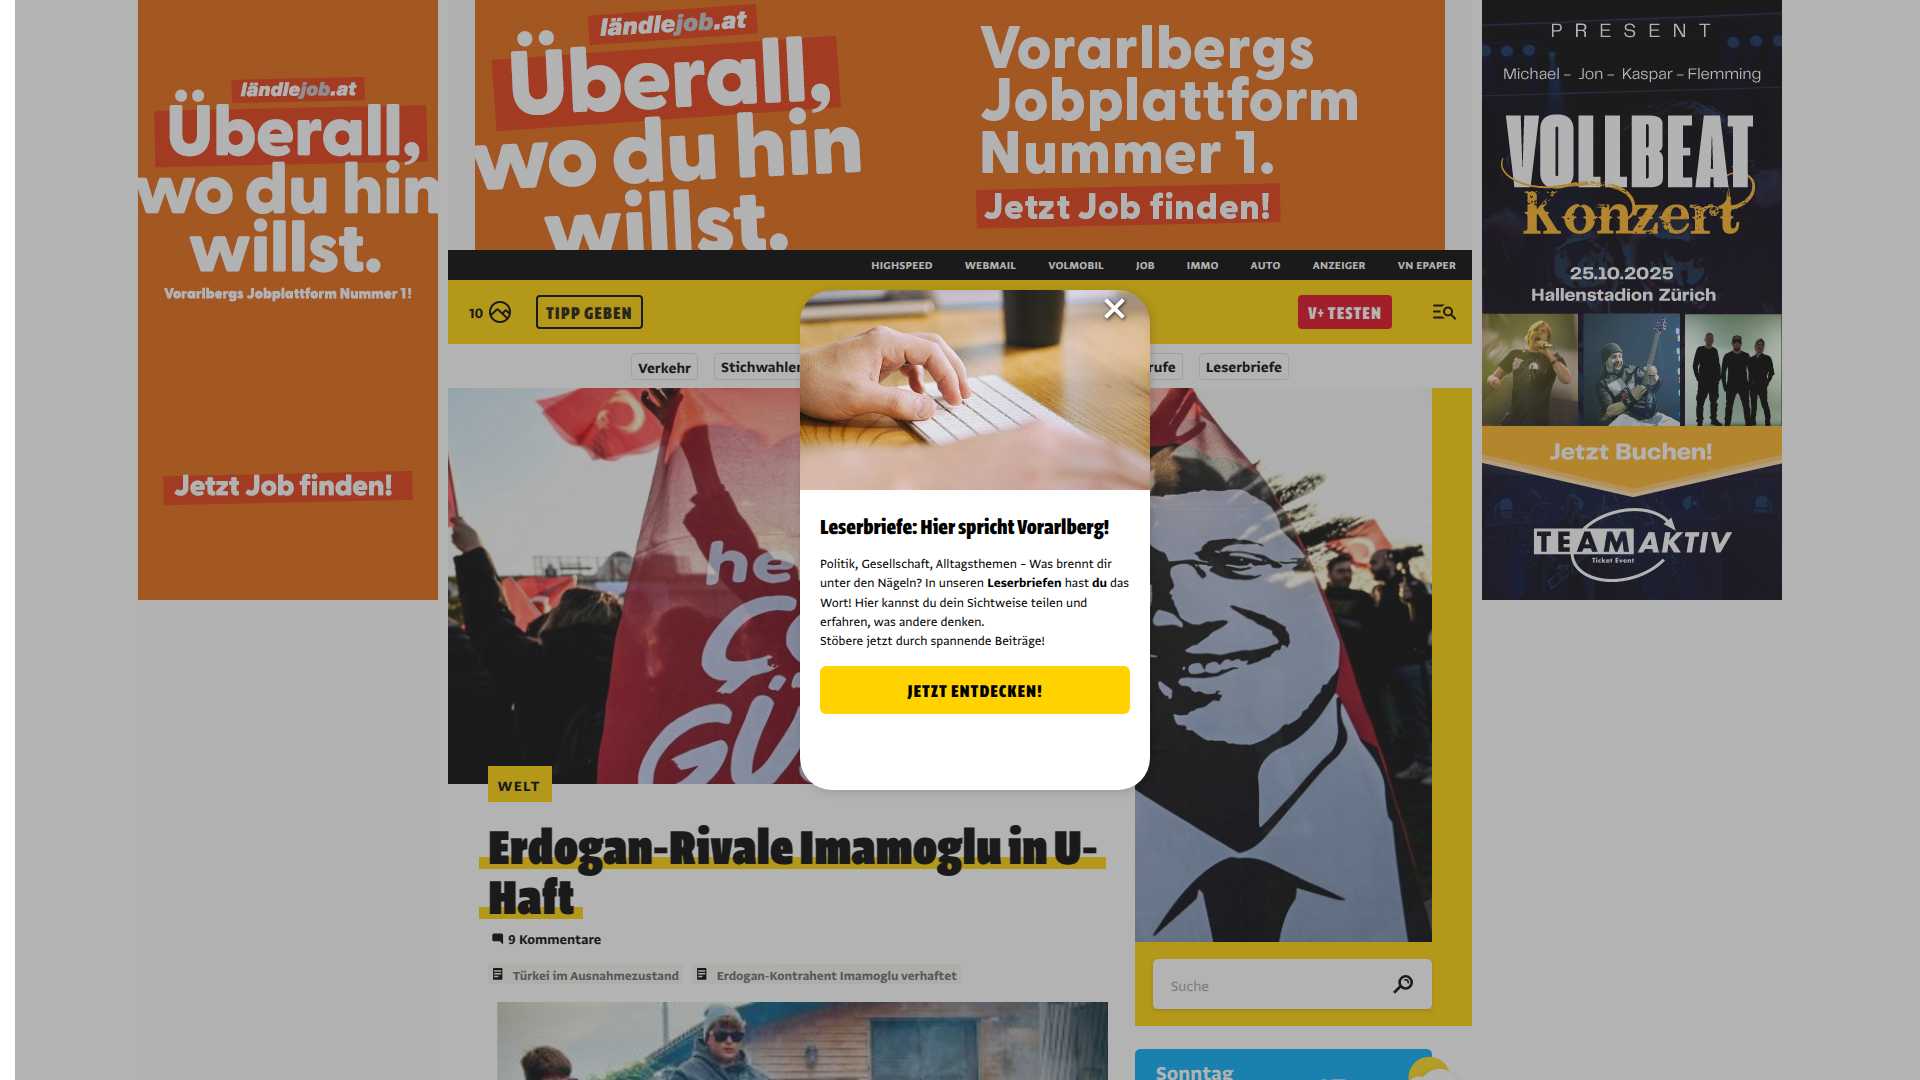 ländlejob.at
Überall,
wo du hin
willst.
Vorarlbergs Jobplattform Nummer 1!
Jetzt Job finden!
ländlejob.at
Überall,
wo du hin
willst.
Vorarlbergs
Jobplattform
Nummer 1.
Jetzt Job finden!
PRESENT
Michael – Jon – Kaspar – Flemming
VOLLBEAT
Konzert
25.10.2025
Hallenstadion Zürich
Jetzt Buchen!
TEAM AKTIV
Ticket Event
HIGHSPEED WEBMAIL VOLMOBIL JOB IMMO AUTO ANZEIGER VN EPAPER
10 TIPP GEBEN V+ TESTEN
Verkehr Stichwahlen rufe Leserbriefe
Leserbriefe: Hier spricht Vorarlberg!
Politik, Gesellschaft, Alltagsthemen – Was brennt dir
unter den Nägeln? In unseren Leserbriefen hast du das
Wort! Hier kannst du dein Sichtweise teilen und
erfahren, was andere denken.
Stöbere jetzt durch spannende Beiträge!
JETZT ENTDECKEN!
WELT
Erdogan-Rivale Imamoglu in U-
Haft
9 Kommentare
Türkei im Ausnahmezustand Erdogan-Kontrahent Imamoglu verhaftet
Suche
Sonntag